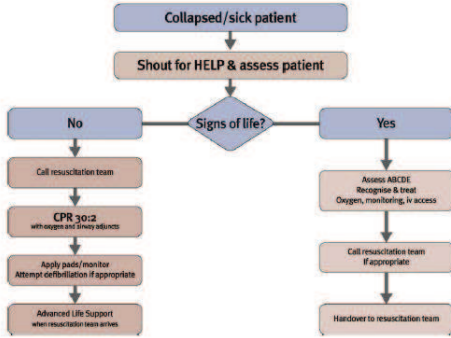 Collapsed/sick patient
Shout for HELP & assess patient
Signs of life?
No
Call resuscitation team
CPR 30:2
with oxygen and airway adjuncts
Apply pads/monitor
Attempt defibrillation if appropriate
Advanced Life Support
when resuscitation team arrives
Yes
Assess ABCDE
Recognise & treat
Oxygen, monitoring, iv access
Call resuscitation team
If appropriate
Handover to resuscitation team